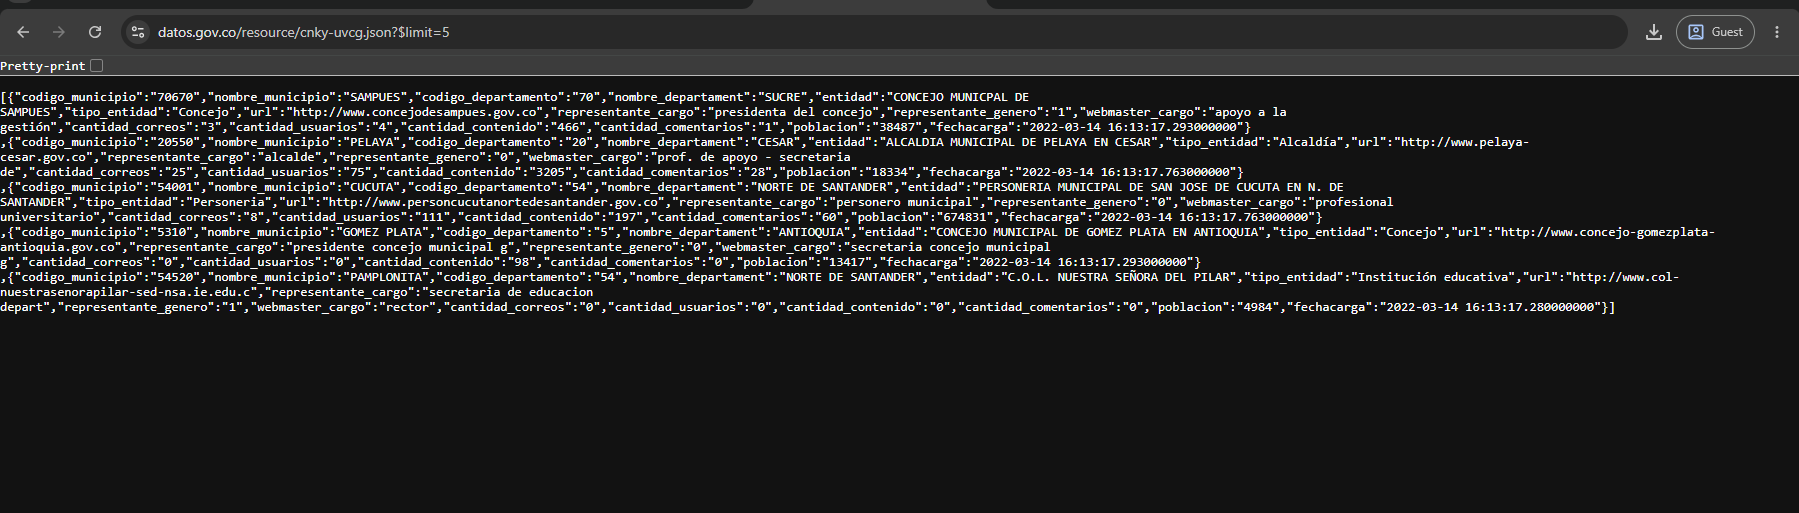 datos.gov.co/resource/cnky-uvcg.json?$limit=5
Guest
Pretty-print
[{"codigo_municipio":"70670","nombre_municipio":"SAMPUES","codigo_departamento":"70","nombre_departament":"SUCRE","entidad":"CONCEJO MUNICPAL DE
SAMPUES","tipo_entidad":"Concejo","url":"http://www.concejodesampues.gov.co","representante_cargo":"presidenta del concejo","representante_genero":"1","webmaster_cargo":"apoyo a la
gestión","cantidad_correos":"3","cantidad_usuarios":"4","cantidad_contenido":"466","cantidad_comentarios":"1","poblacion":"38487","fechacarga":"2022-03-14 16:13:17.293000000"}
,{"codigo_municipio":"20550","nombre_municipio":"PELAYA","codigo_departamento":"20","nombre_departament":"CESAR","entidad":"ALCALDIA MUNICIPAL DE PELAYA EN CESAR","tipo_entidad":"Alcaldía","url":"http://www.pelaya-
cesar.gov.co","representante_cargo":"alcalde","representante_genero":"0","webmaster_cargo":"prof. de apoyo - secretaria
de","cantidad_correos":"25","cantidad_usuarios":"75","cantidad_contenido":"3205","cantidad_comentarios":"28","poblacion":"18334","fechacarga":"2022-03-14 16:13:17.763000000"}
,{"codigo_municipio":"54001","nombre_municipio":"CUCUTA","codigo_departamento":"54","nombre_departament":"NORTE DE SANTANDER","entidad":"PERSONERIA MUNICIPAL DE SAN JOSE DE CUCUTA EN N. DE
SANTANDER","tipo_entidad":"Personeria","url":"http://www.personcucutanortedesantander.gov.co","representante_cargo":"personero municipal","representante_genero":"0","webmaster_cargo":"profesional
universitario","cantidad_correos":"8","cantidad_usuarios":"111","cantidad_contenido":"197","cantidad_comentarios":"60","poblacion":"674831","fechacarga":"2022-03-14 16:13:17.763000000"}
,{"codigo_municipio":"5310","nombre_municipio":"GOMEZ PLATA","codigo_departamento":"5","nombre_departament":"ANTIOQUIA","entidad":"CONCEJO MUNICIPAL DE GOMEZ PLATA EN ANTIOQUIA","tipo_entidad":"Concejo","url":"http://www.concejo-gomezplata-
antioquia.gov.co","representante_cargo":"presidente concejo municipal g","representante_genero":"0","webmaster_cargo":"secretaria concejo municipal
g","cantidad_correos":"0","cantidad_usuarios":"0","cantidad_contenido":"98","cantidad_comentarios":"0","poblacion":"13417","fechacarga":"2022-03-14 16:13:17.293000000"}
,{"codigo_municipio":"54520","nombre_municipio":"PAMPLONITA","codigo_departamento":"54","nombre_departament":"NORTE DE SANTANDER","entidad":"C.O.L. NUESTRA SEÑORA DEL PILAR","tipo_entidad":"Institución educativa","url":"http://www.col-
nuestrasenorapilar-sed-nsa.ie.edu.c","representante_cargo":"secretaria de educacion
depart","representante_genero":"1","webmaster_cargo":"rector","cantidad_correos":"0","cantidad_usuarios":"0","cantidad_contenido":"0","cantidad_comentarios":"0","poblacion":"4984","fechacarga":"2022-03-14 16:13:17.280000000"}]